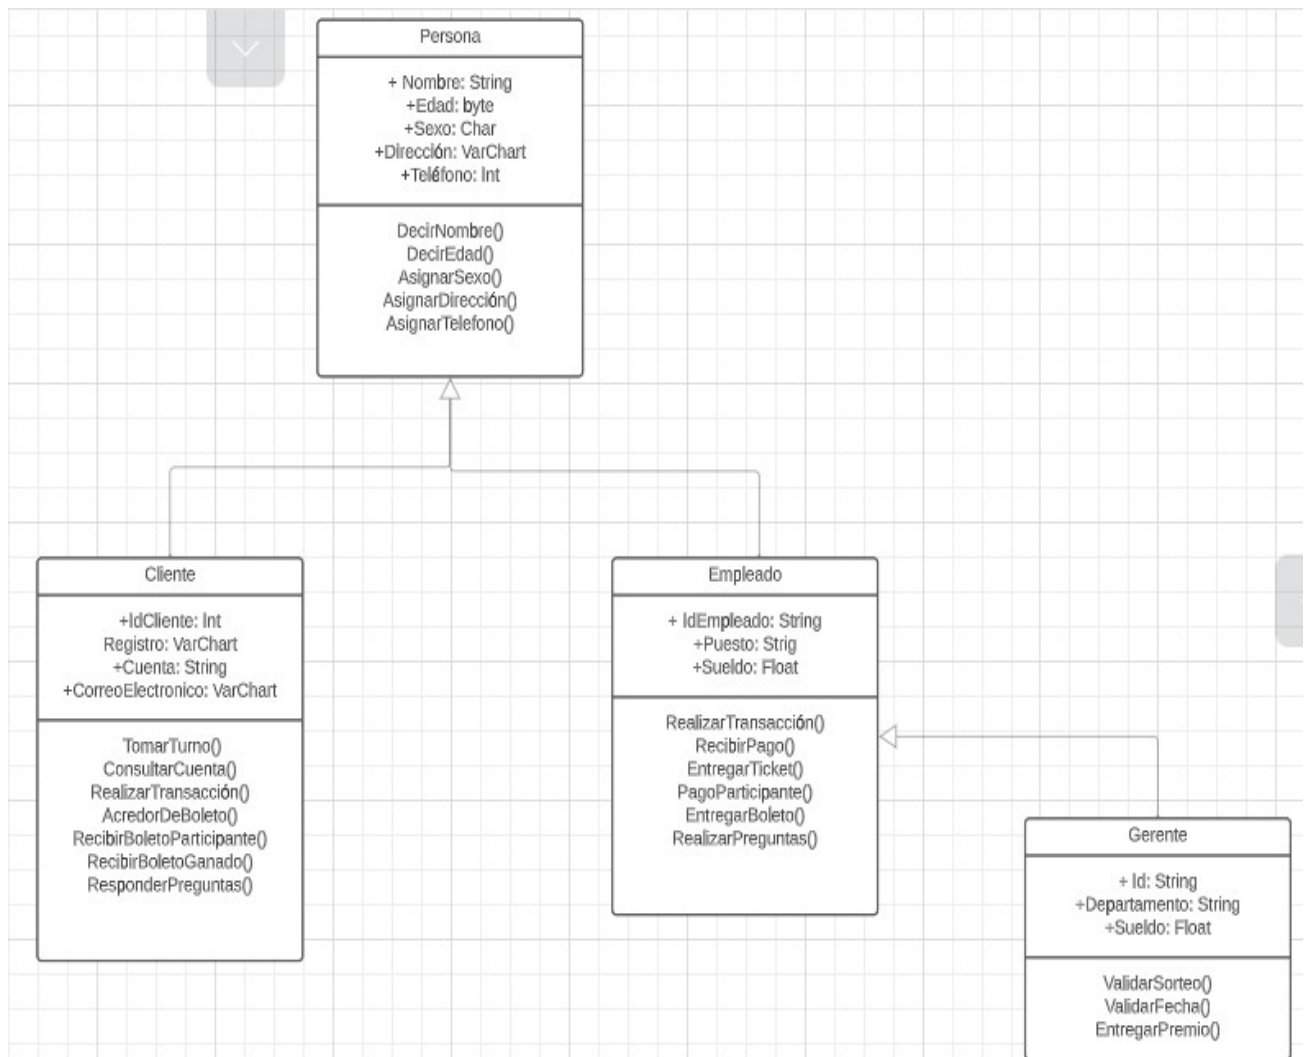 Persona
+ Nombre: String
+Edad: byte
+Sexo: Char
+Dirección: VarChart
+Teléfono: Int
DecirNombre()
DecirEdad()
AsignarSexo()
AsignarDirección()
AsignarTelefono()
Cliente
+IdCliente: Int
Registro: VarChart
+Cuenta: String
+CorreoElectronico: VarChart
TomarTurno()
ConsultarCuenta()
RealizarTransacción()
AcredorDeBoleto()
RecibirBoletoParticipante()
RecibirBoletoGanado()
ResponderPreguntas()
Empleado
+ IdEmpleado: String
+Puesto: Strig
+Sueldo: Float
RealizarTransacción()
RecibirPago()
EntregarTicket()
PagoParticipante()
EntregarBoleto()
RealizarPreguntas()
Gerente
+ Id: String
+Departamento: String
+Sueldo: Float
ValidarSorteo()
ValidarFecha()
EntregarPremio()